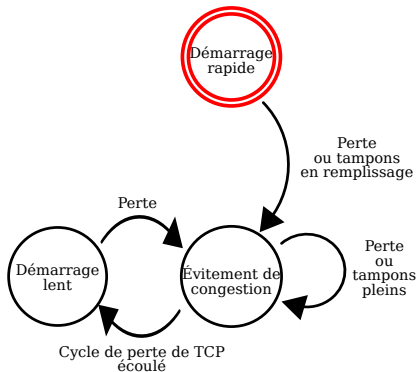 Démarrage
rapide
Perte
ou tampons
en remplissage
Perte
Démarrage
lent
Évitement de
congestion
Perte
ou
tampons
pleins
Cycle de perte de TCP
écoulé